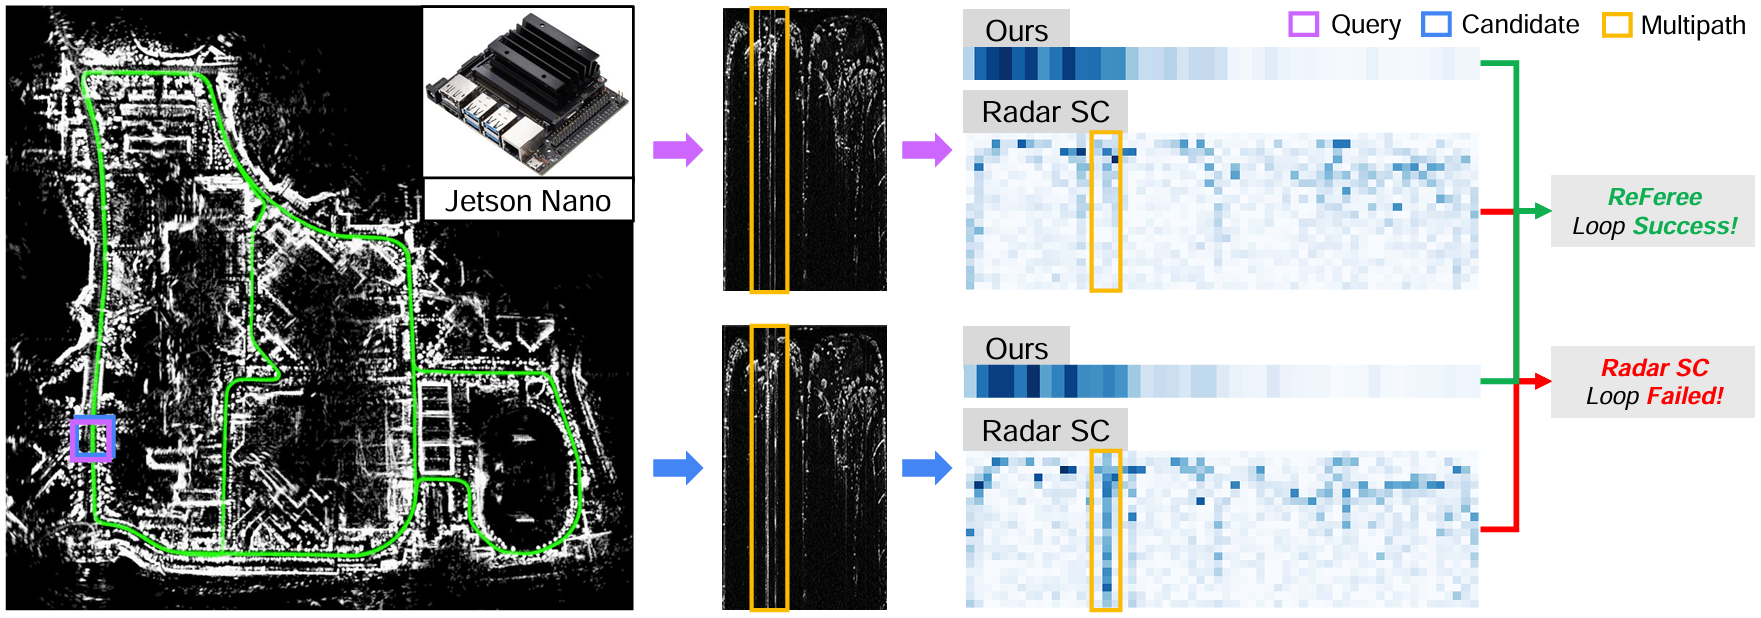 Jetson Nano
Query
Candidate
Multipath
Ours
Radar SC
ReFeree
Loop Success!
Ours
Radar SC
Radar SC
Loop Failed!